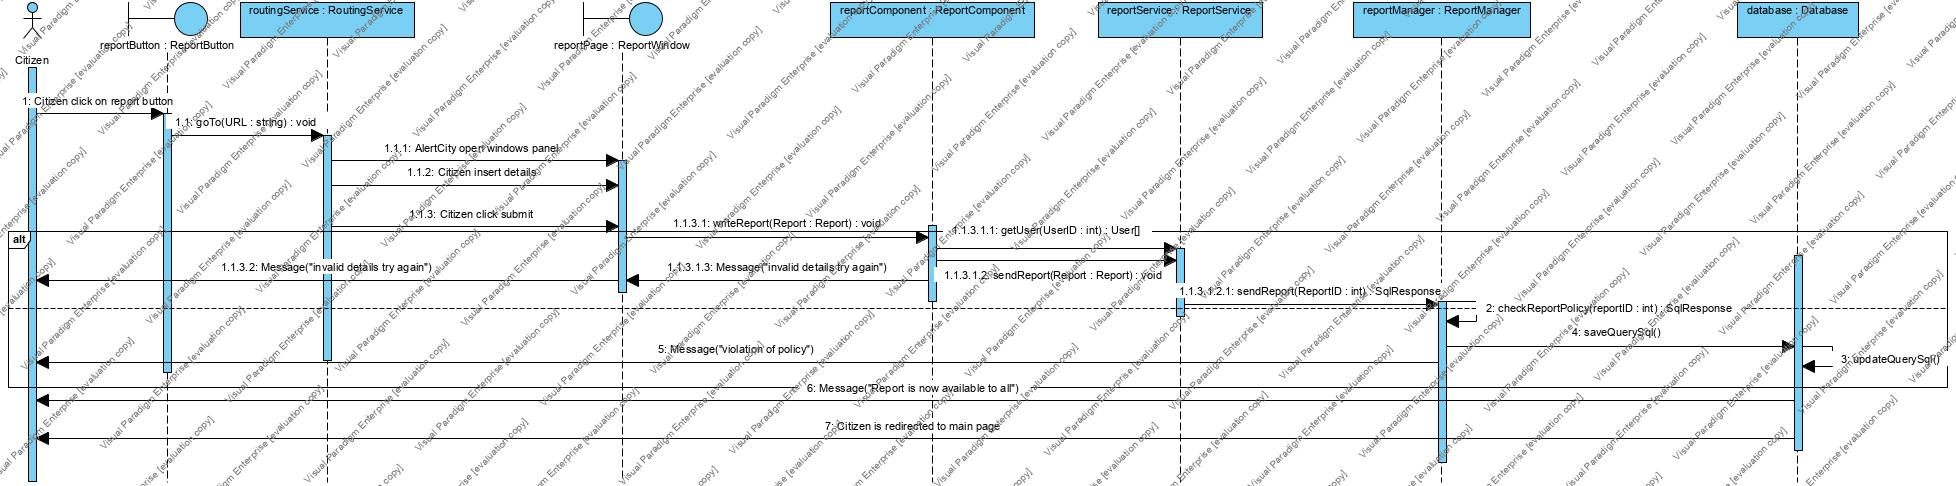 routingService : RoutingService
reportComponent : ReportComponent
reportService : ReportService
reportManager : ReportManager
database : Database
reportButton : ReportButton
reportPage : ReportWindow
Citizen
1: Citizen click on report button
1.1: goTo(URL : string) : void
1.1.1: AlertCity open windows panel
1.1.2: Citizen insert details
1.1.3: Citizen click submit
1.1.3.1: writeReport(Report : Report) : void
1.1.3.1.1: getUser(UserID : int) : User[]
alt
1.1.3.2: Message("invalid details try again")
1.1.3.1.3: Message("invalid details try again")
1.1.3.1.2: sendReport(Report : Report) : void
1.1.3.1.2.1: sendReport(ReportID : int) : SqlResponse
2: checkReportPolicy(reportID : int) : SqlResponse
4: saveQuerySql()
5: Message("violation of policy")
3: updateQuerySql()
6: Message("Report is now available to all")
7: Citizen is redirected to main page
Visual Paradigm Enterprise [evaluation copy]